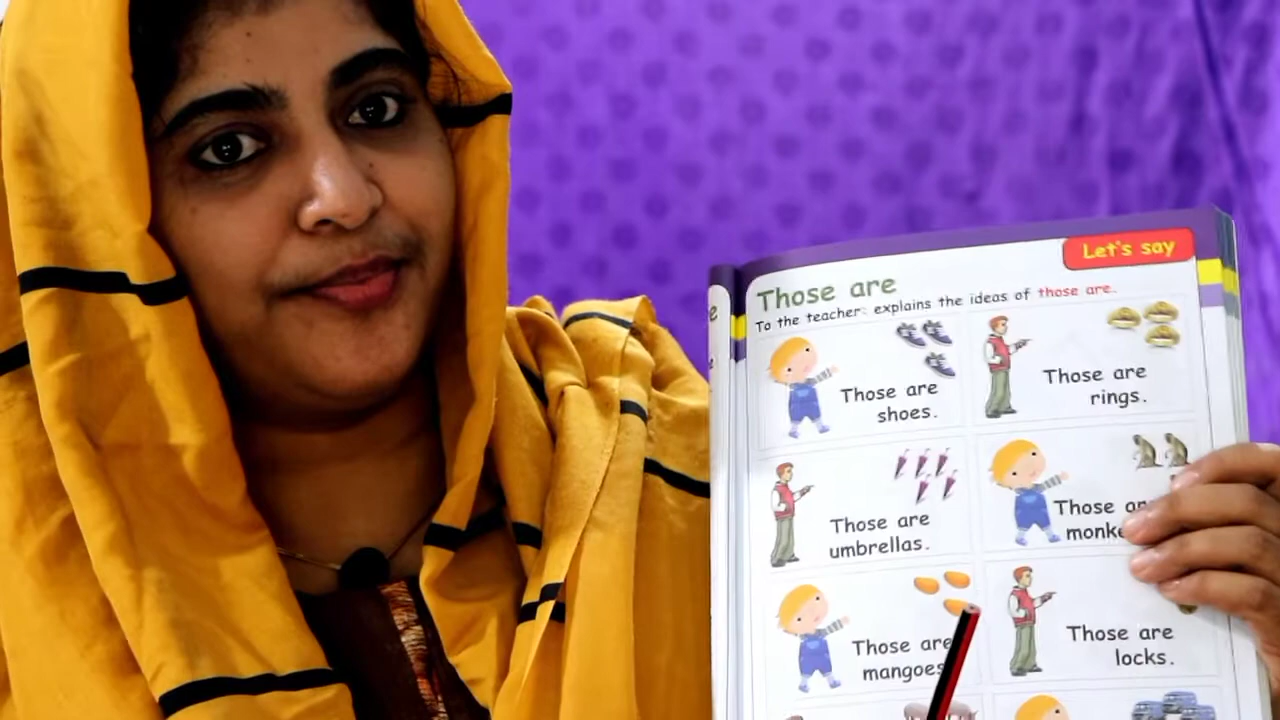 Let's say
Those are
To the teacher: explains the ideas of those are.
Those are
shoes.
Those are
rings.
Those are
umbrellas.
Those
Those are
mangoes
Those are
locks.